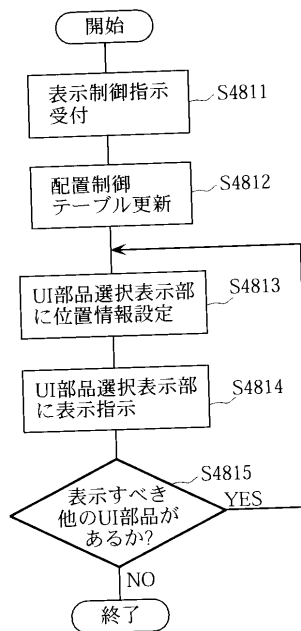 開始
表示制御指示
受付
S4811
配置制御
テーブル更新
S4812
UI部品選択表示部
に位置情報設定
S4813
UI部品選択表示部
に表示指示
S4814
表示すべき
他のUI部品が
あるか?
S4815
YES
NO
終了